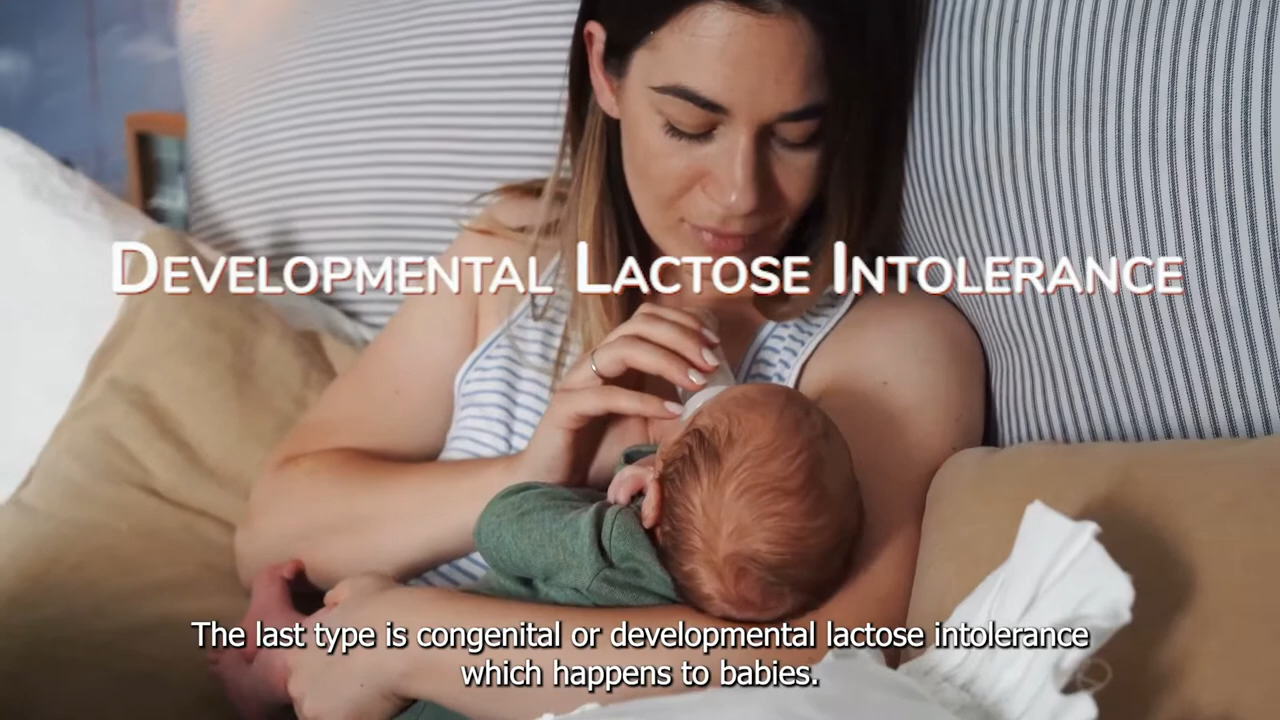 Developmental Lactose Intolerance
The last type is congenital or developmental lactose intolerance
which happens to babies.